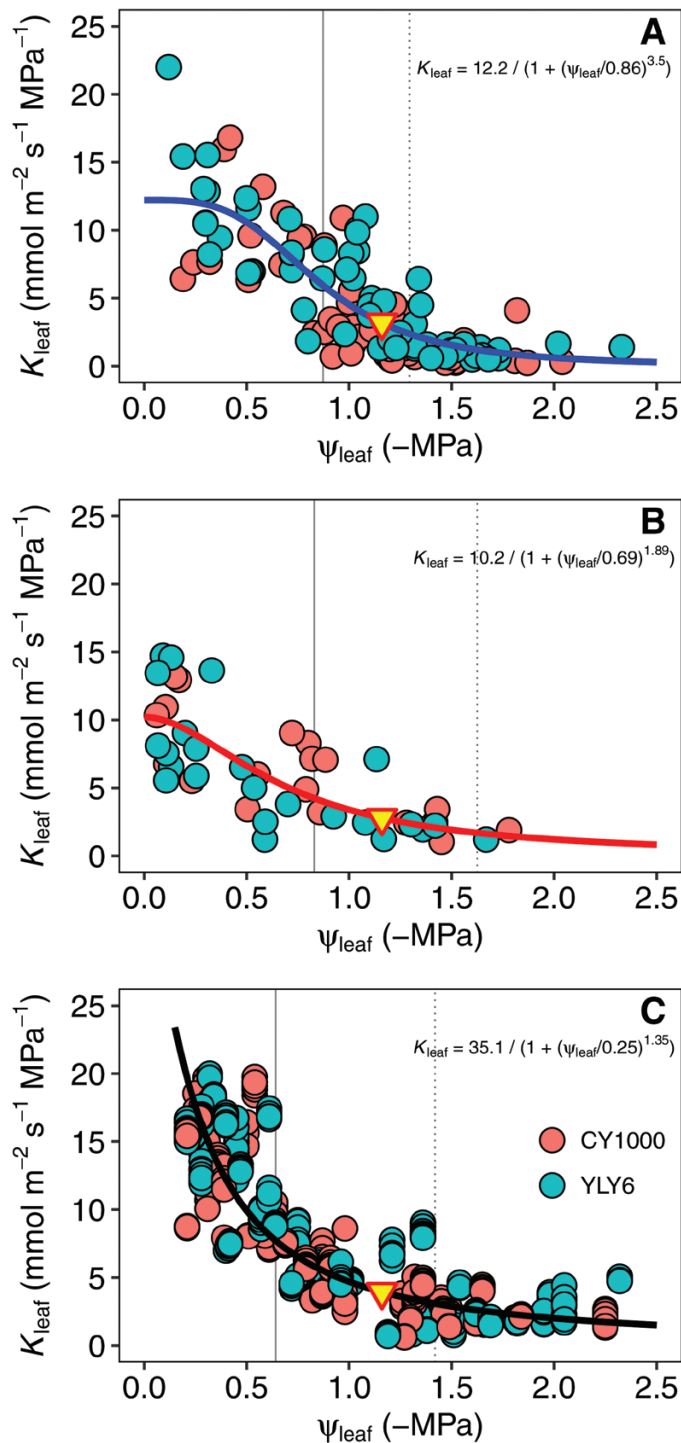 A
K_leaf = 12.2 / (1 + (ψ_leaf/0.86)^3.5)
25
20
15
10
5
0
K_leaf (mmol m⁻² s⁻¹ MPa⁻¹)
0.0 0.5 1.0 1.5 2.0 2.5
ψ_leaf (−MPa)
B
K_leaf = 10.2 / (1 + (ψ_leaf/0.69)^1.89)
25
20
15
10
5
0
K_leaf (mmol m⁻² s⁻¹ MPa⁻¹)
0.0 0.5 1.0 1.5 2.0 2.5
ψ_leaf (−MPa)
C
K_leaf = 35.1 / (1 + (ψ_leaf/0.25)^1.35)
25
20
15
10
5
0
K_leaf (mmol m⁻² s⁻¹ MPa⁻¹)
CY1000
YLY6
0.0 0.5 1.0 1.5 2.0 2.5
ψ_leaf (−MPa)